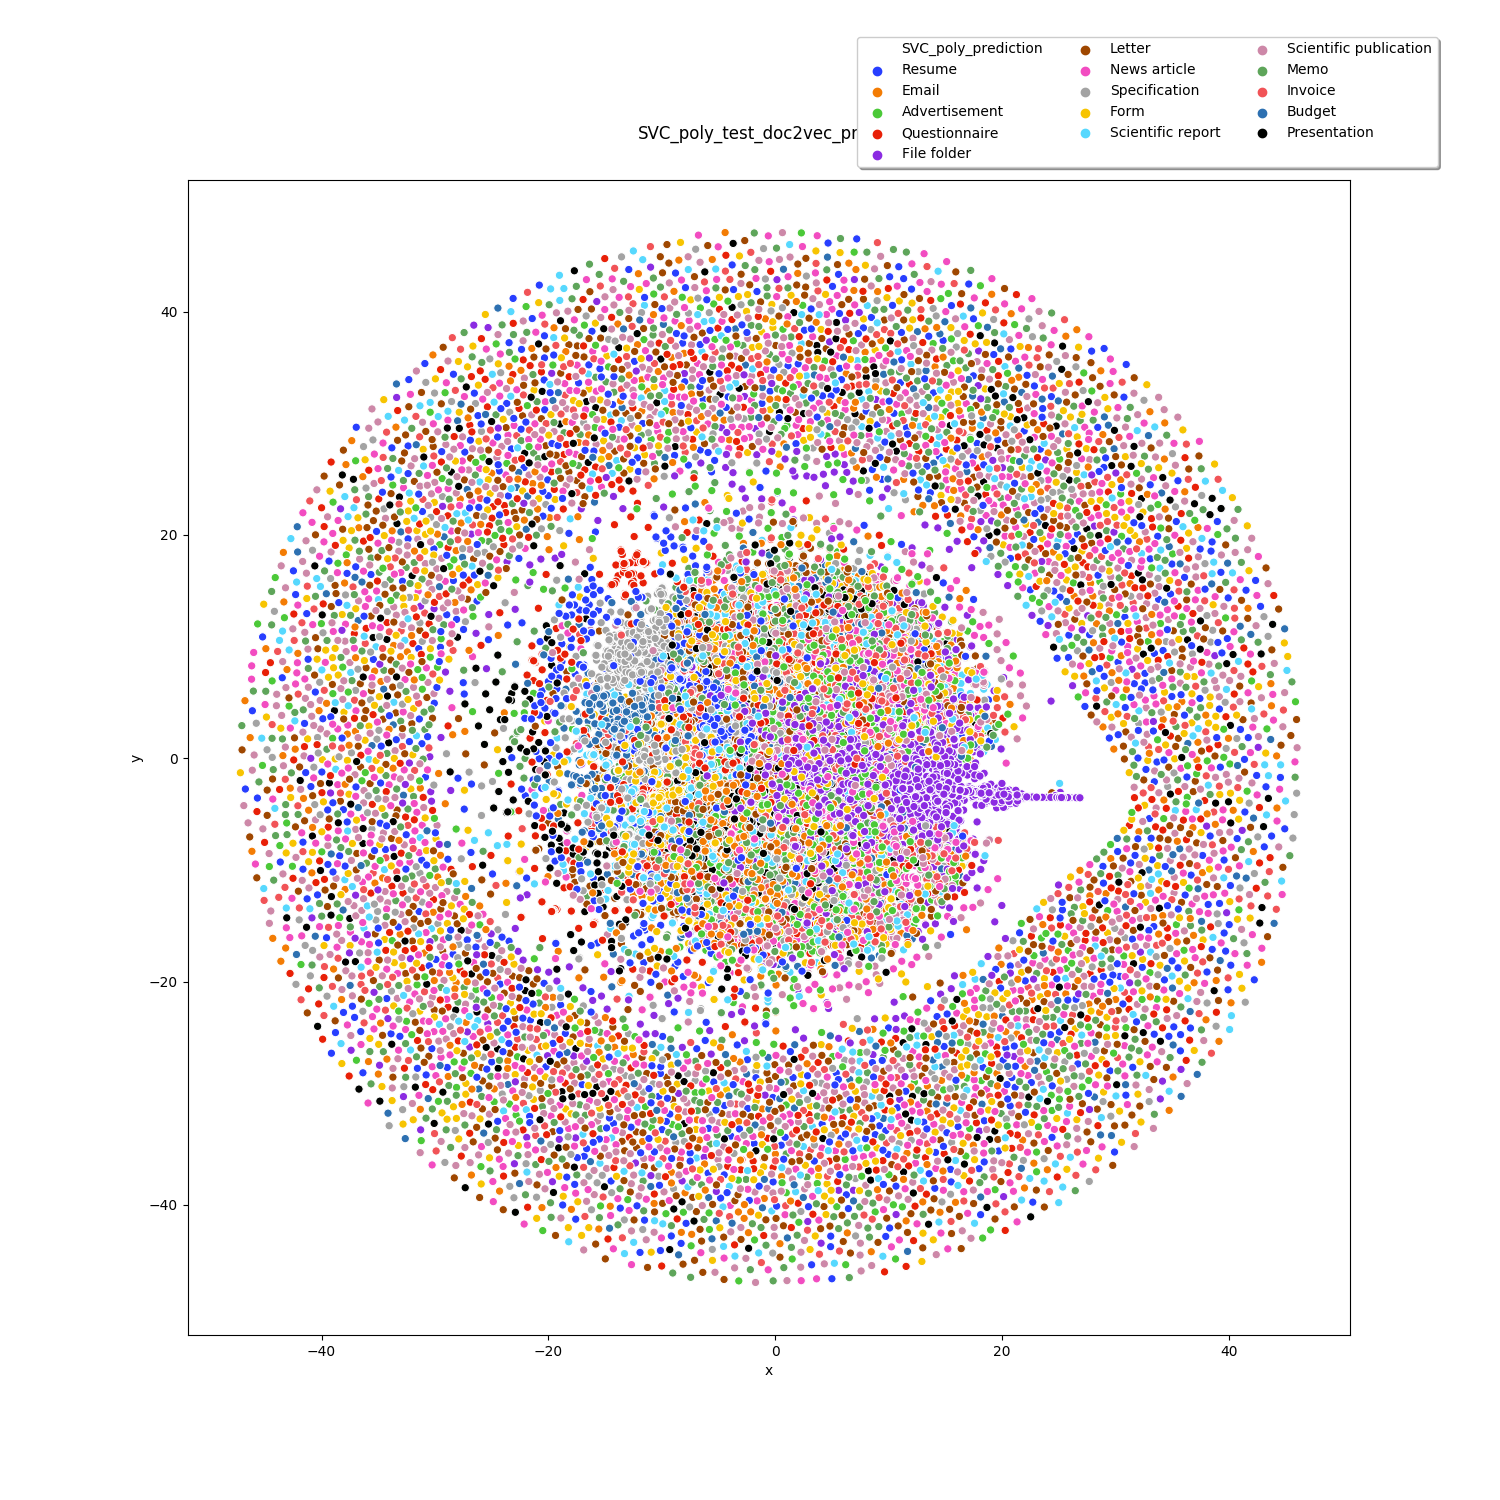 SVC_poly_prediction
Resume
Email
Advertisement
Questionnaire
File folder
Letter
News article
Specification
Form
Scientific report
Scientific publication
Memo
Invoice
Budget
Presentation
SVC_poly_test_doc2vec_pr
40
20
0
−20
−40
y
−40
−20
0
20
40
x